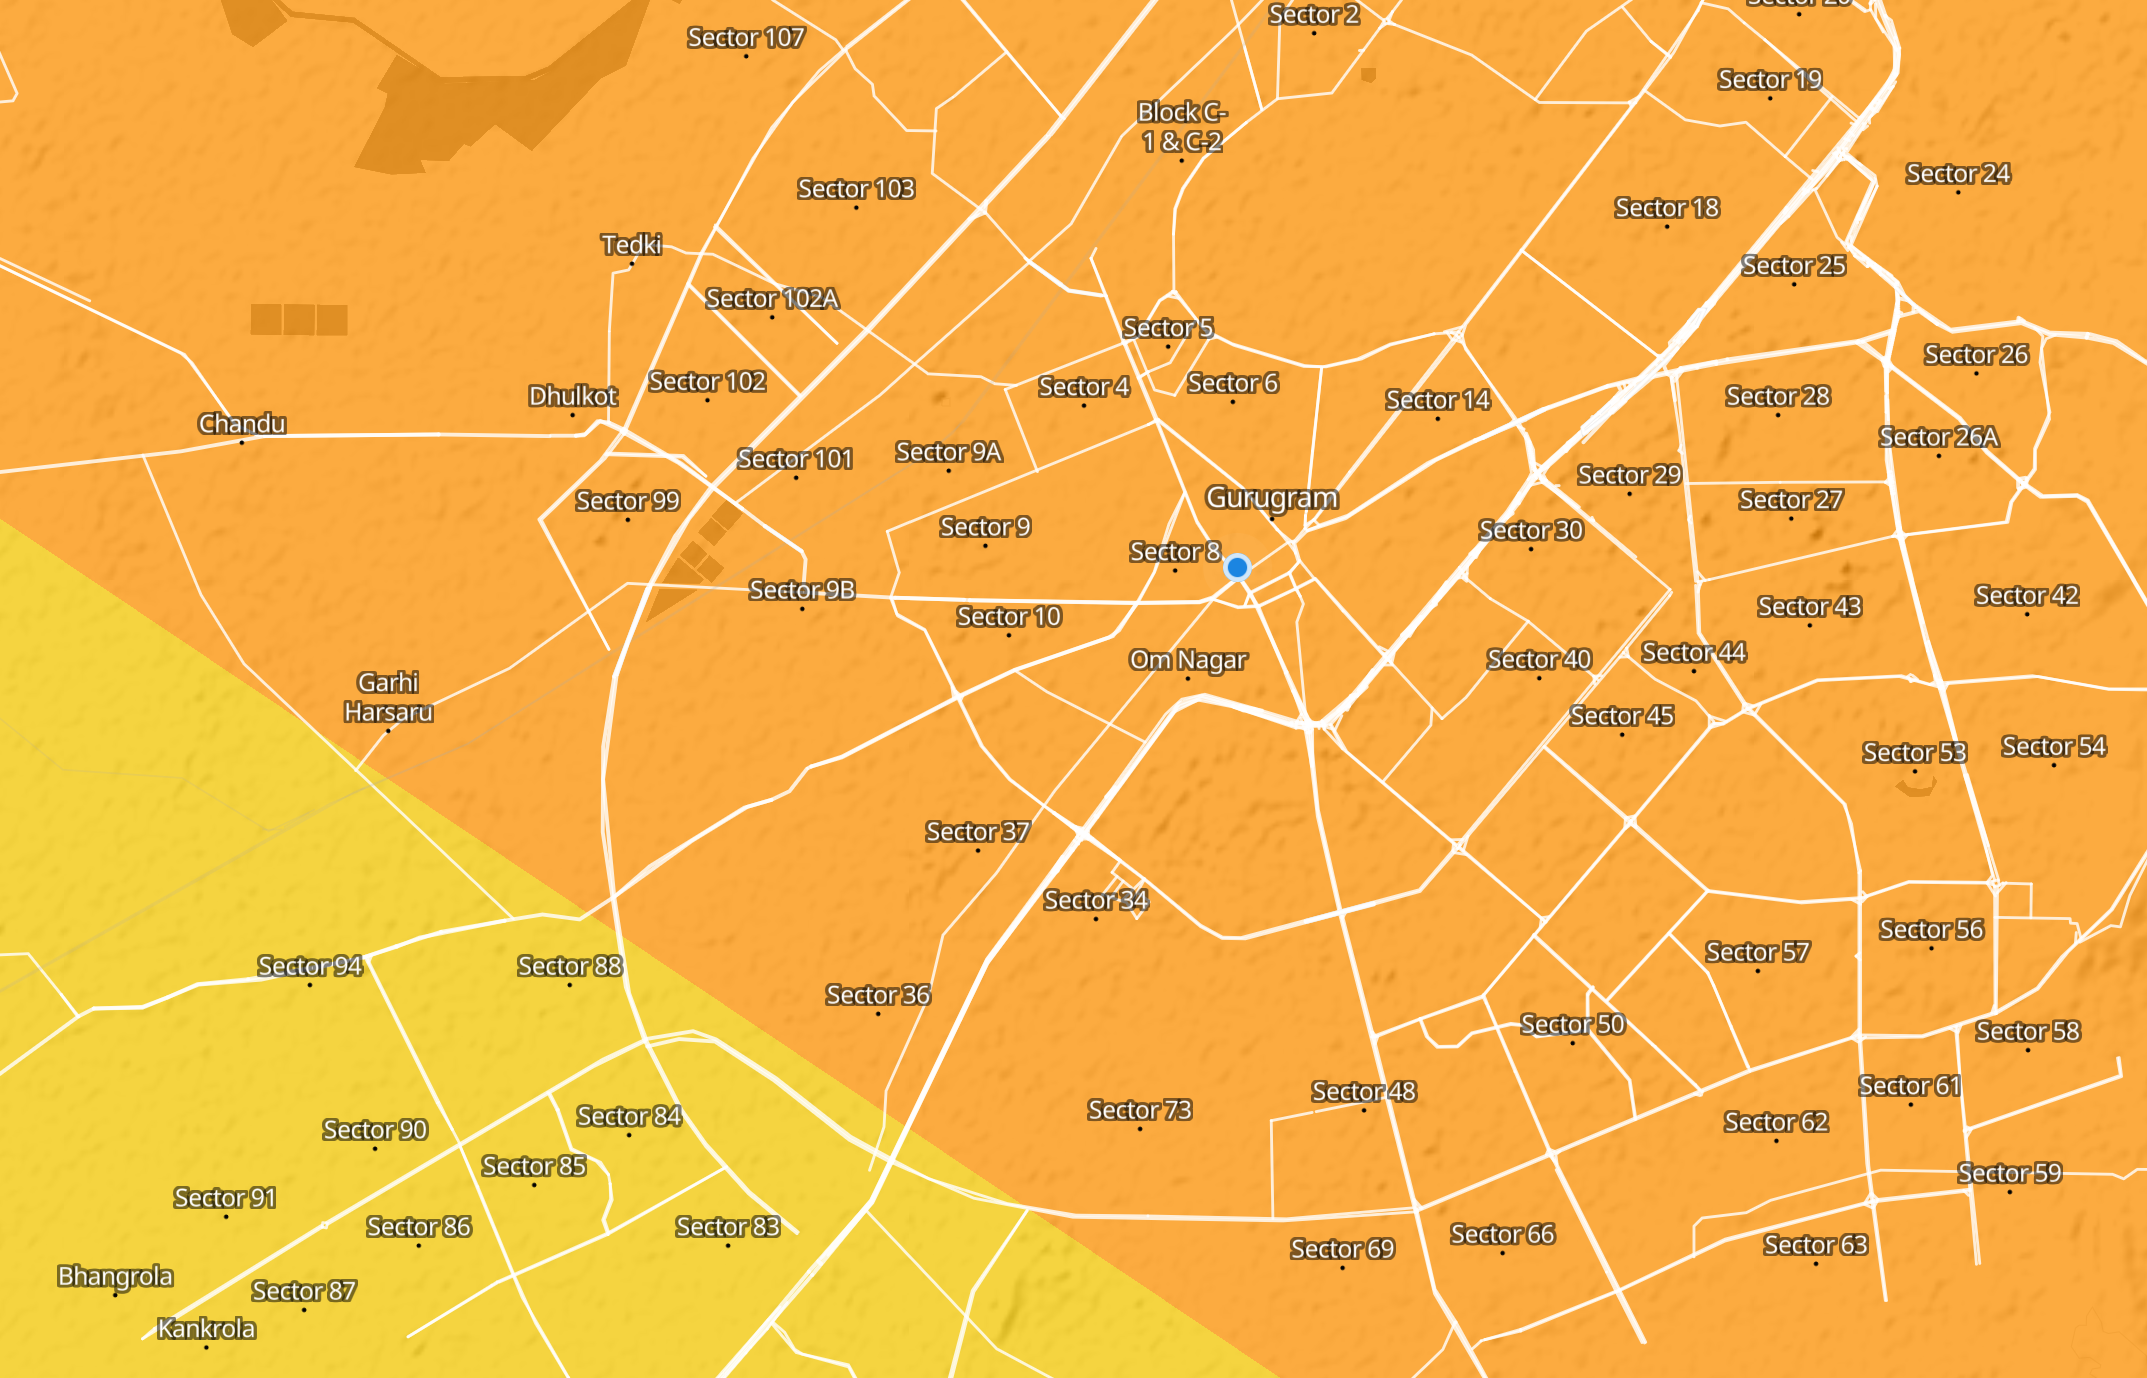 Sector 2
Sector 20
Sector 107
Sector 19
Block C-
1 & C-2
Sector 24
Sector 103
Sector 18
Tedki
Sector 25
Sector 102A
Sector 5
Sector 26
Sector 102
Sector 4
Sector 6
Dhulkot
Sector 14
Sector 28
Chandu
Sector 26A
Sector 9A
Sector 101
Sector 29
Sector 99
Gurugram
Sector 27
Sector 9
Sector 30
Sector 8
Sector 9B
Sector 42
Sector 43
Sector 10
Om Nagar
Sector 40
Sector 44
Garhi
Harsaru
Sector 45
Sector 53
Sector 54
Sector 37
Sector 34
Sector 56
Sector 57
Sector 94
Sector 88
Sector 36
Sector 50
Sector 58
Sector 61
Sector 48
Sector 73
Sector 84
Sector 62
Sector 90
Sector 85
Sector 59
Sector 91
Sector 86
Sector 83
Sector 66
Sector 63
Sector 69
Bhangrola
Sector 87
Kankrola